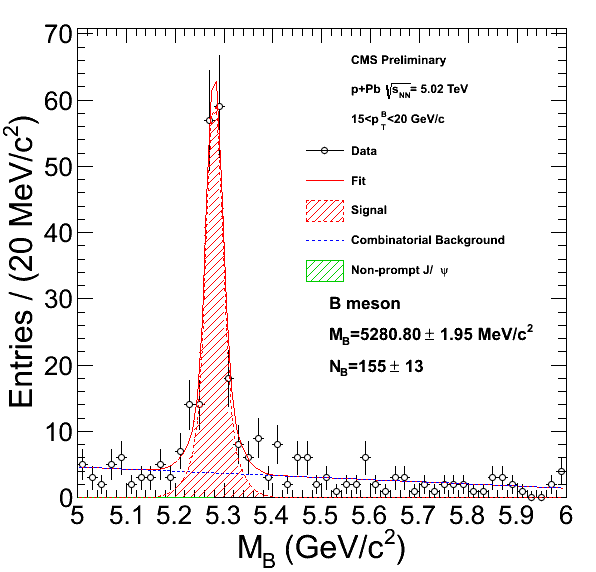 CMS Preliminary
p+Pb √sNN= 5.02 TeV
15<pTB<20 GeV/c
Data
Fit
Signal
Combinatorial Background
Non-prompt J/ ψ
B meson
MB=5280.80 ± 1.95 MeV/c2
NB=155 ± 13
Entries / (20 MeV/c2)
70
60
50
40
30
20
10
0
5 5.1 5.2 5.3 5.4 5.5 5.6 5.7 5.8 5.9 6
MB (GeV/c2)